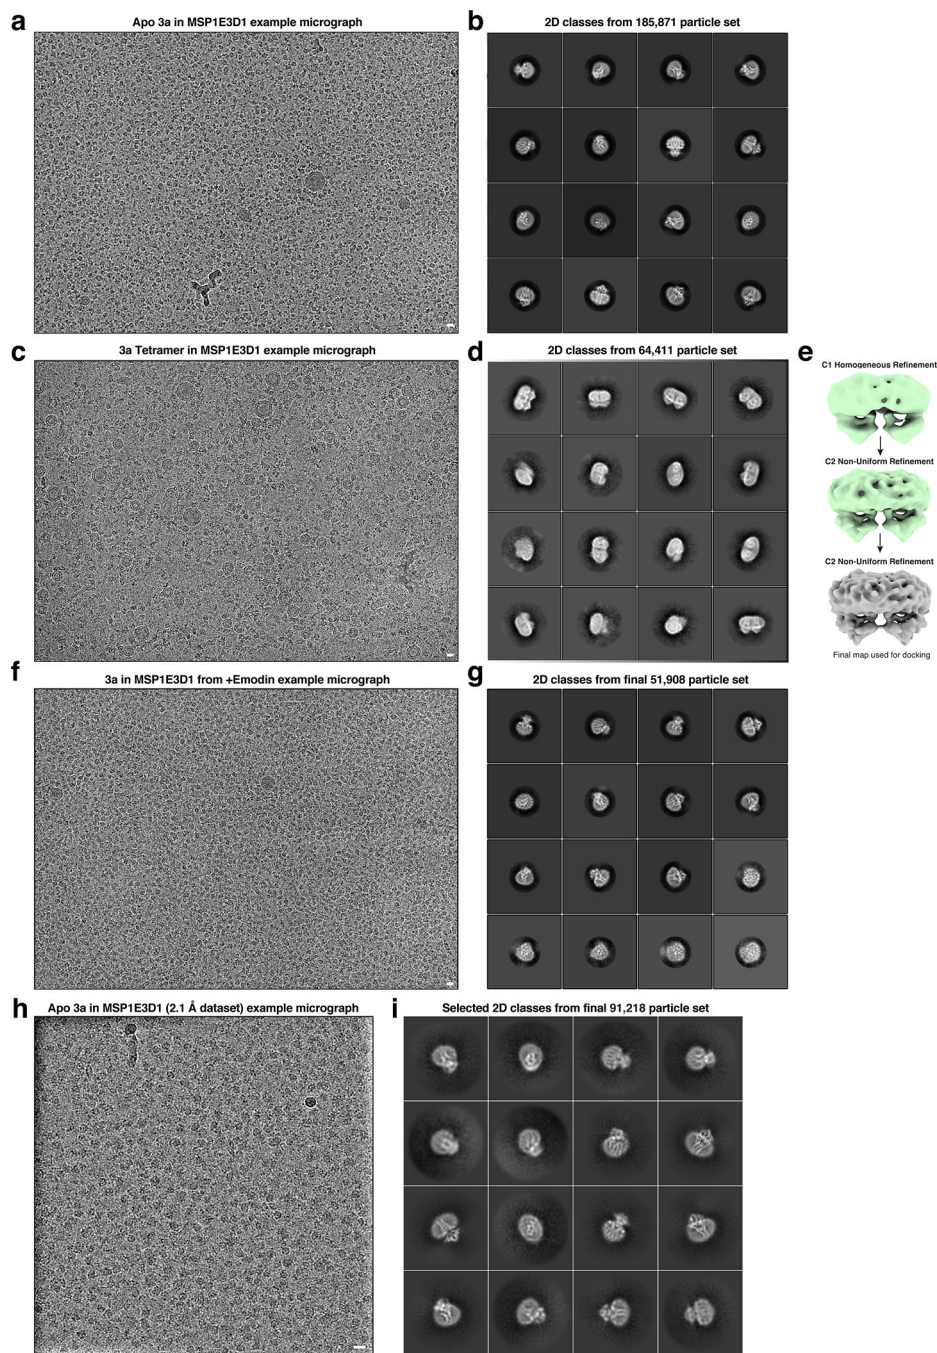 a
Apo 3a in MSP1E3D1 example micrograph
b
2D classes from 185,871 particle set
c
3a Tetramer in MSP1E3D1 example micrograph
d
2D classes from 64,411 particle set
e
C1 Homogeneous Refinement
C2 Non-Uniform Refinement
C2 Non-Uniform Refinement
Final map used for docking
f
3a in MSP1E3D1 from +Emodin example micrograph
g
2D classes from final 51,908 particle set
h
Apo 3a in MSP1E3D1 (2.1 Å dataset) example micrograph
i
Selected 2D classes from final 91,218 particle set